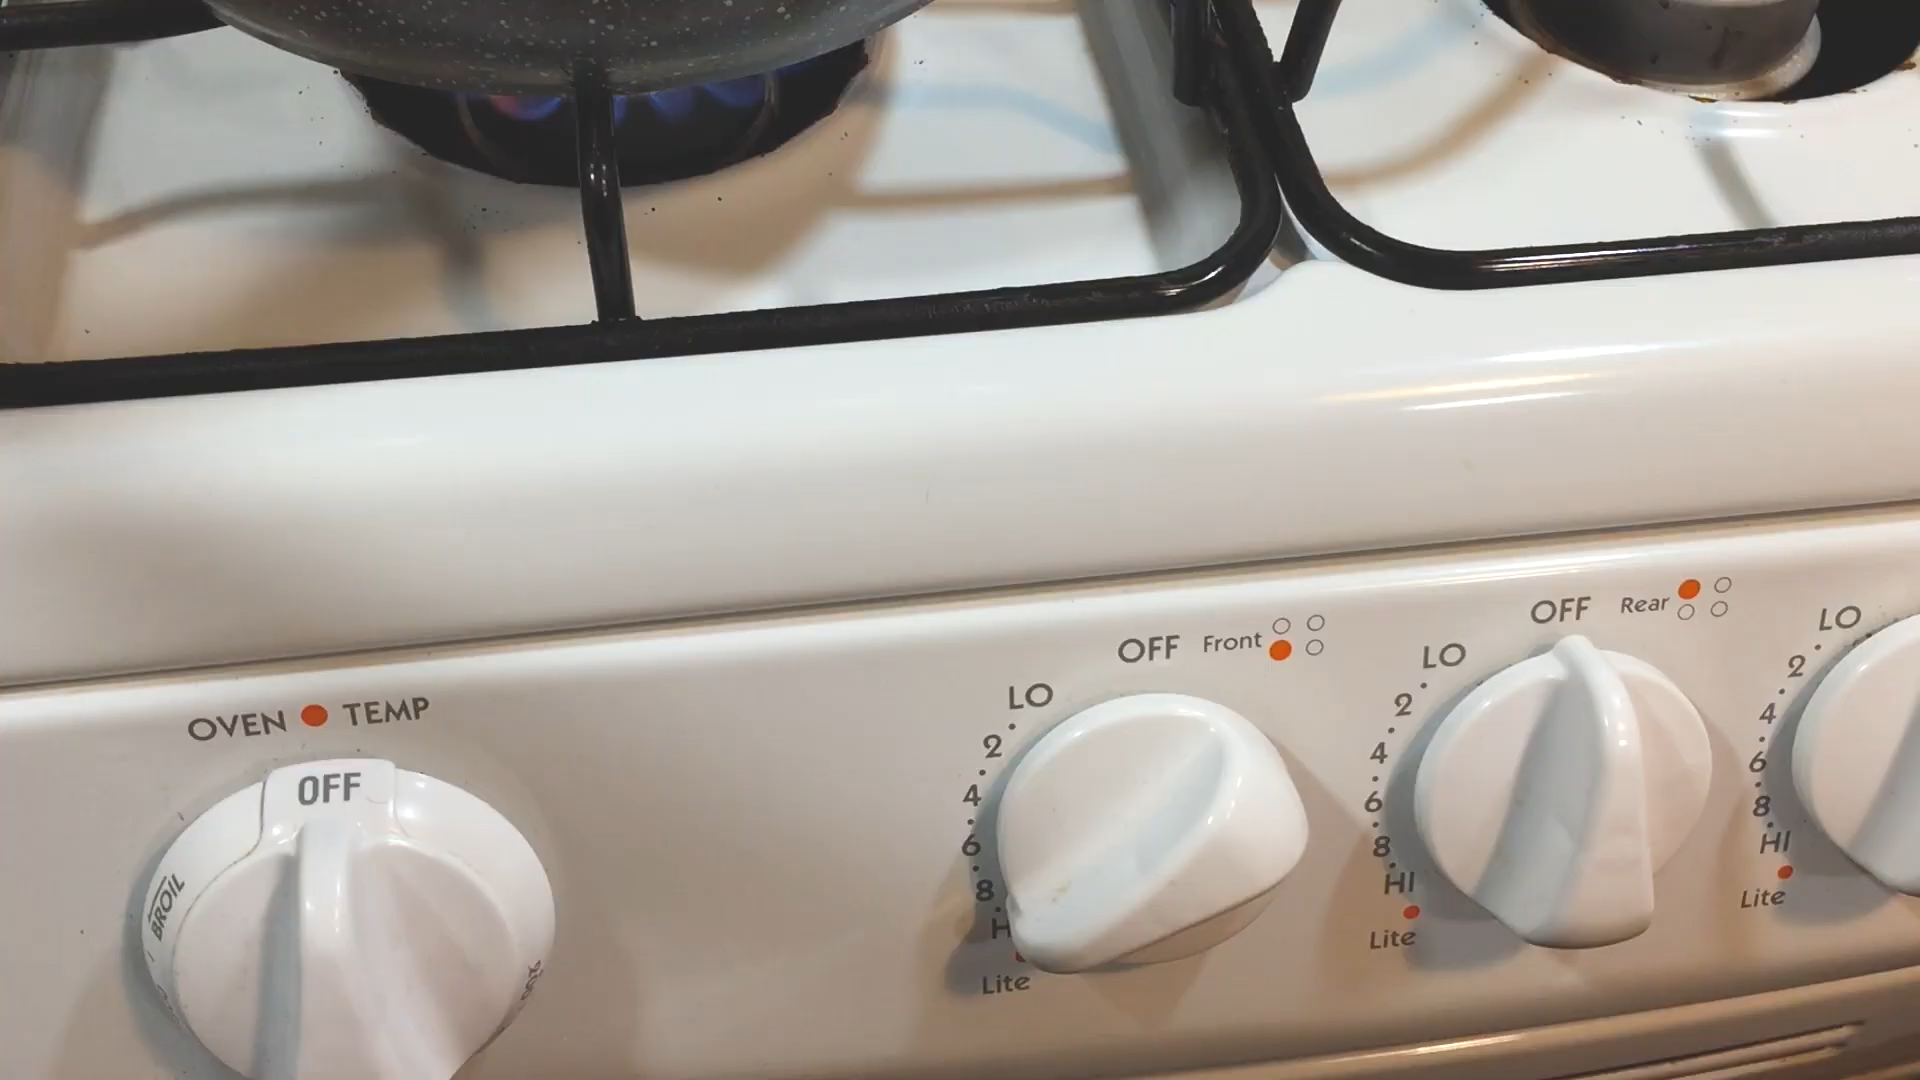 OVEN TEMP
OFF
BROIL
OFF Front
LO
2
4
6
8
Lite
OFF Rear
LO
2
4
6
8
HI
Lite
LO
2
4
6
8
HI
Lite